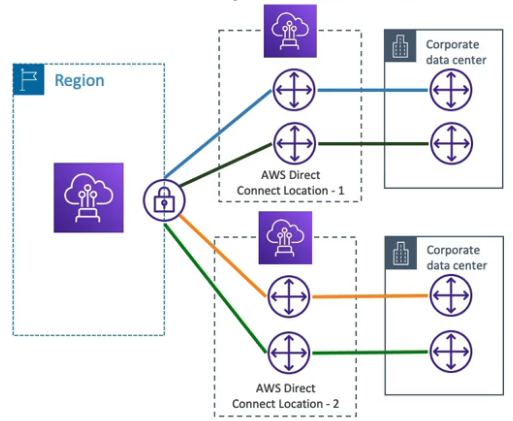 Region
Corporate
data center
AWS Direct
Connect Location - 1
Corporate
data center
AWS Direct
Connect Location - 2